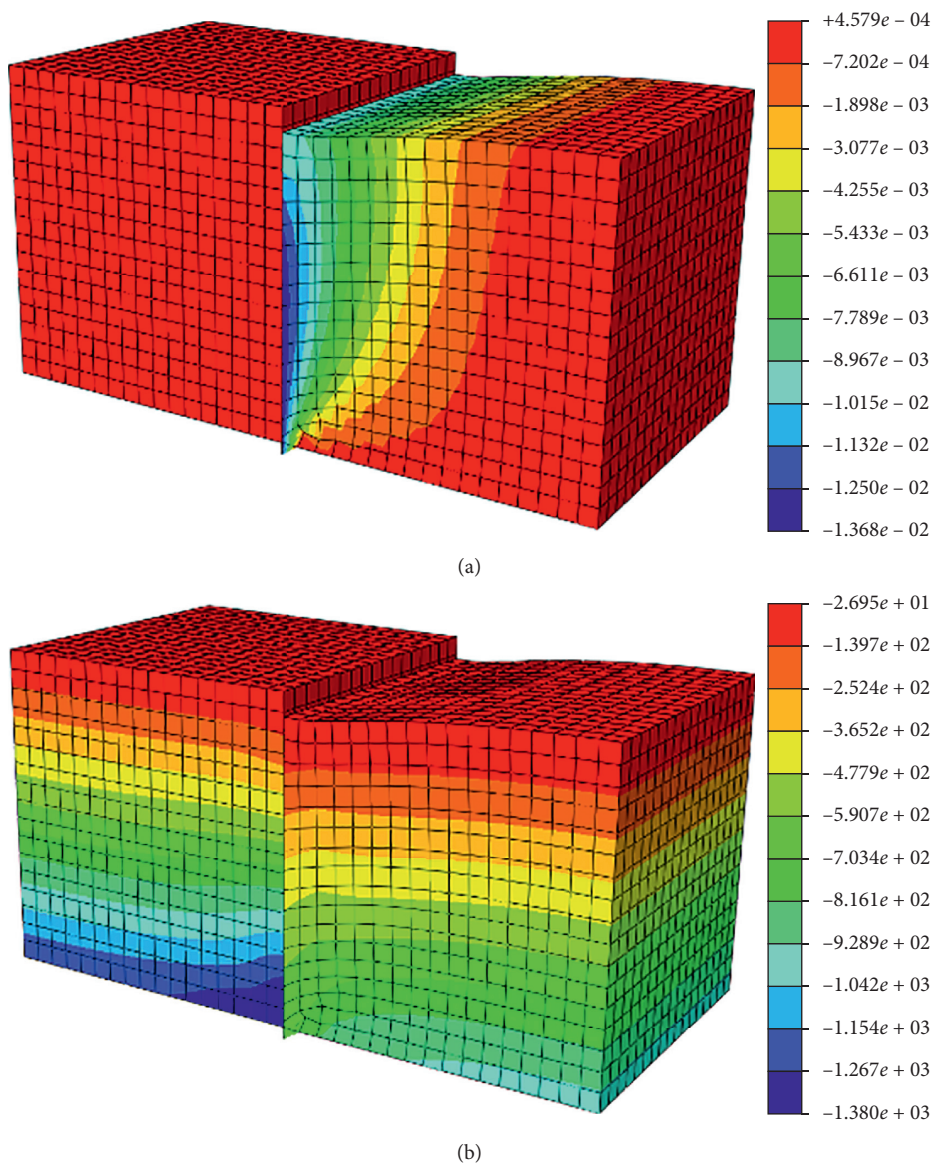 +4.579e – 04
–7.202e – 04
–1.898e – 03
–3.077e – 03
–4.255e – 03
–5.433e – 03
–6.611e – 03
–7.789e – 03
–8.967e – 03
–1.015e – 02
–1.132e – 02
–1.250e – 02
–1.368e – 02
(a)
–2.695e + 01
–1.397e + 02
–2.524e + 02
–3.652e + 02
–4.779e + 02
–5.907e + 02
–7.034e + 02
–8.161e + 02
–9.289e + 02
–1.042e + 03
–1.154e + 03
–1.267e + 03
–1.380e + 03
(b)